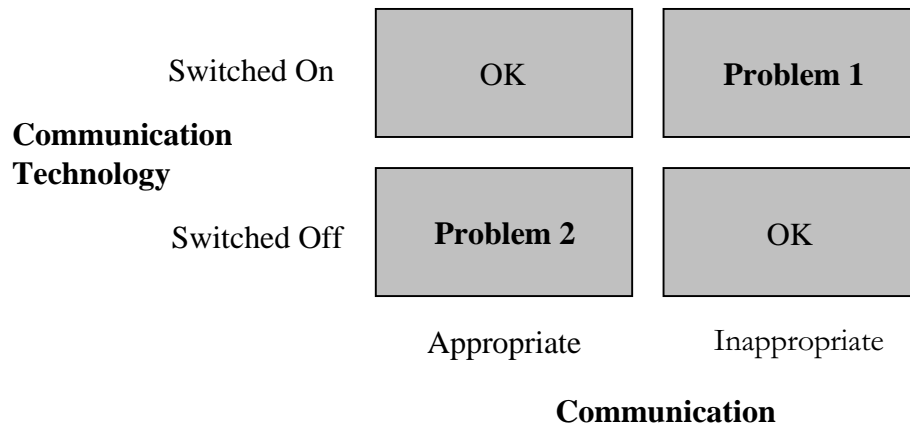 Switched On
OK
Problem 1
Communication
Technology
Switched Off
Problem 2
OK
Appropriate
Inappropriate
Communication